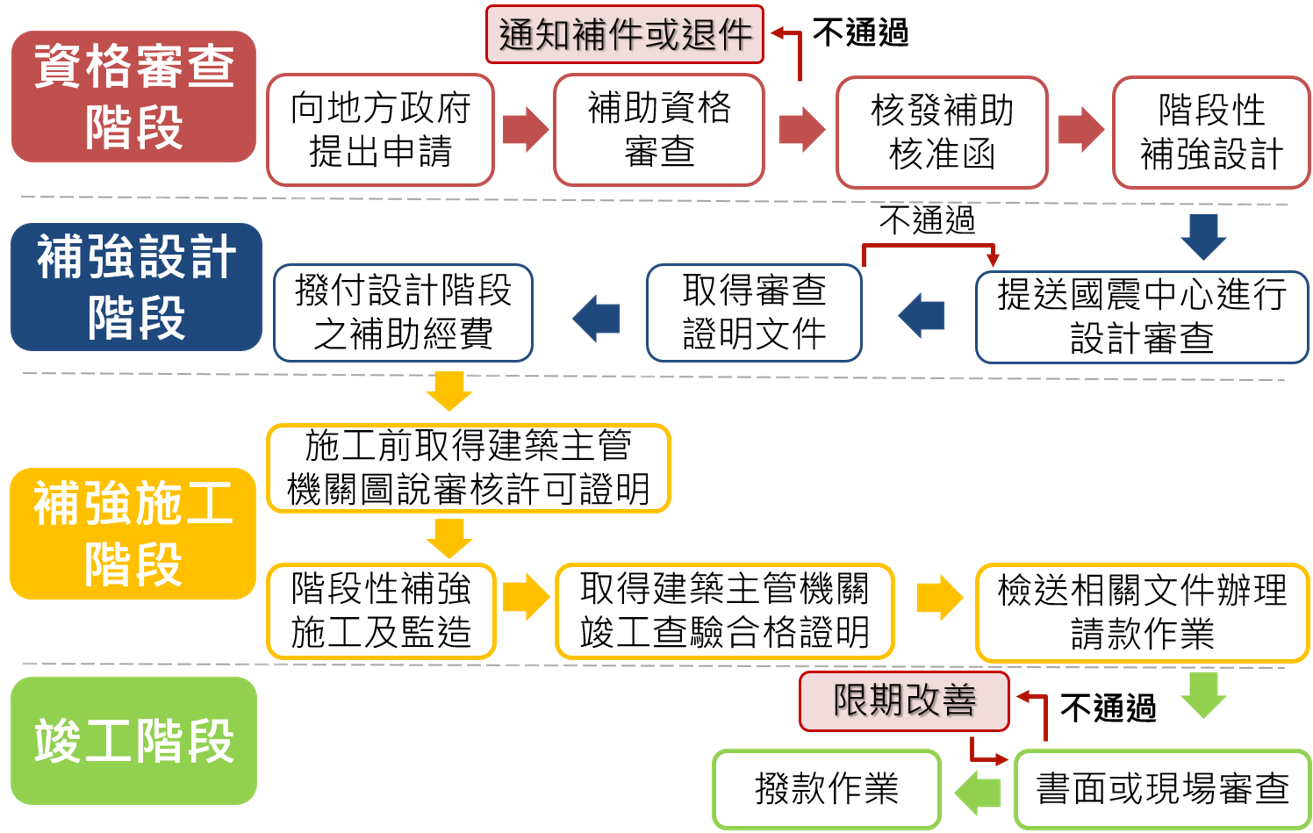 通知補件或退件
不通過
資格審查
階段
向地方政府
提出申請
補助資格
審查
核發補助
核准函
階段性
補強設計
補強設計
階段
不通過
提送國震中心進行
設計審查
取得審查
證明文件
撥付設計階段
之補助經費
補強施工
階段
施工前取得建築主管
機關圖說審核許可證明
階段性補強
施工及監造
取得建築主管機關
竣工查驗合格證明
檢送相關文件辦理
請款作業
竣工階段
限期改善
不通過
書面或現場審查
撥款作業